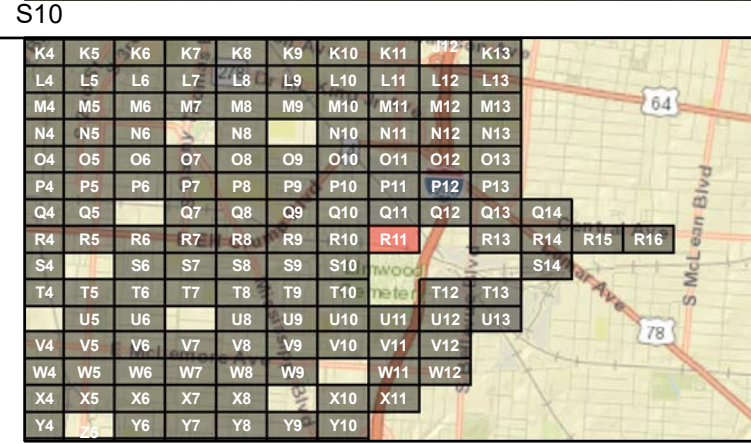 S10
K4 K5 K6 K7 K8 K9 K10 K11 J12 K13
L4 L5 L6 L7 L8 L9 L10 L11 L12 L13
M4 M5 M6 M7 M8 M9 M10 M11 M12 M13
64
N4 N5 N6 N8 N10 N11 N12 N13
O4 O5 O6 O7 O8 O9 O10 O11 O12 O13
P4 P5 P6 P7 P8 P9 P10 P11 P12 P13
S McLean Blvd
Q4 Q5 Q7 Q8 Q9 Q10 Q11 Q12 Q13 Q14
Central Ave
R4 R5 R6 R7 R8 R9 R10 R11 R13 R14 R15 R16
S4 S6 S7 S8 S9 S10 S14
T4 T5 T6 T7 T8 T9 T10 T12 T13
U5 U6 U8 U9 U10 U11 U12 U13
78
V4 V5 V6 V7 V8 V9 V10 V11 V12
W4 W5 W6 W7 W8 W9 W11 W12
X4 X5 X6 X7 X8 X10 X11
Y4 Z5 Y6 Y7 Y8 Y9 Y10